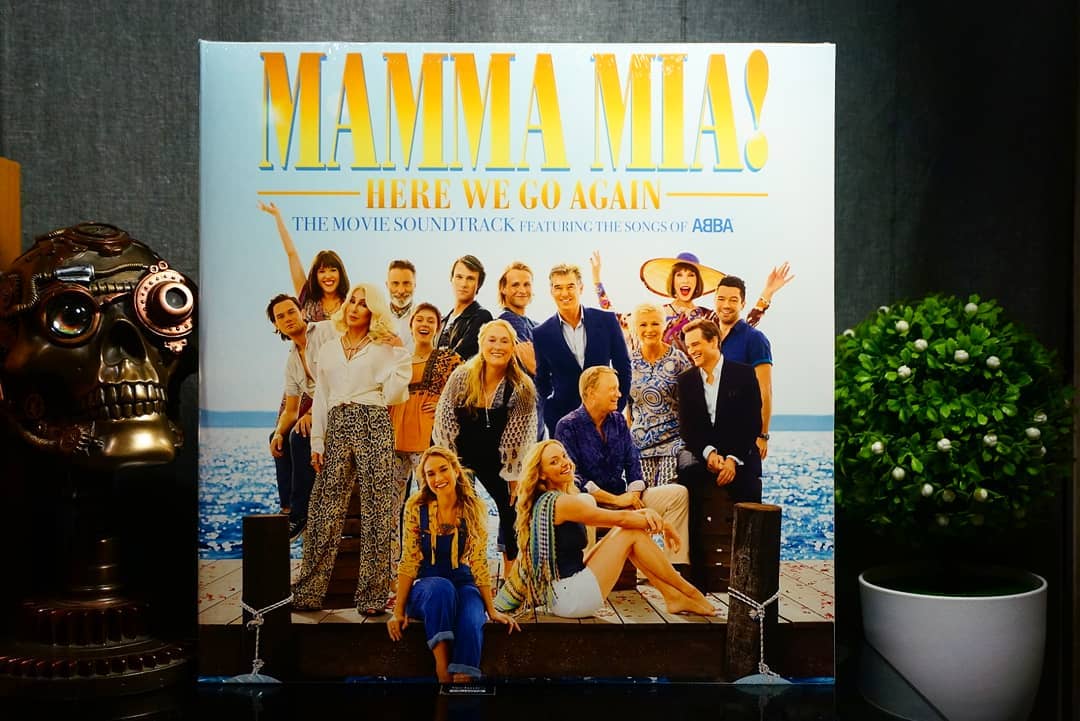 MAMMA MIA!
HERE WE GO AGAIN
THE MOVIE SOUNDTRACK FEATURING THE SONGS OF ABBA